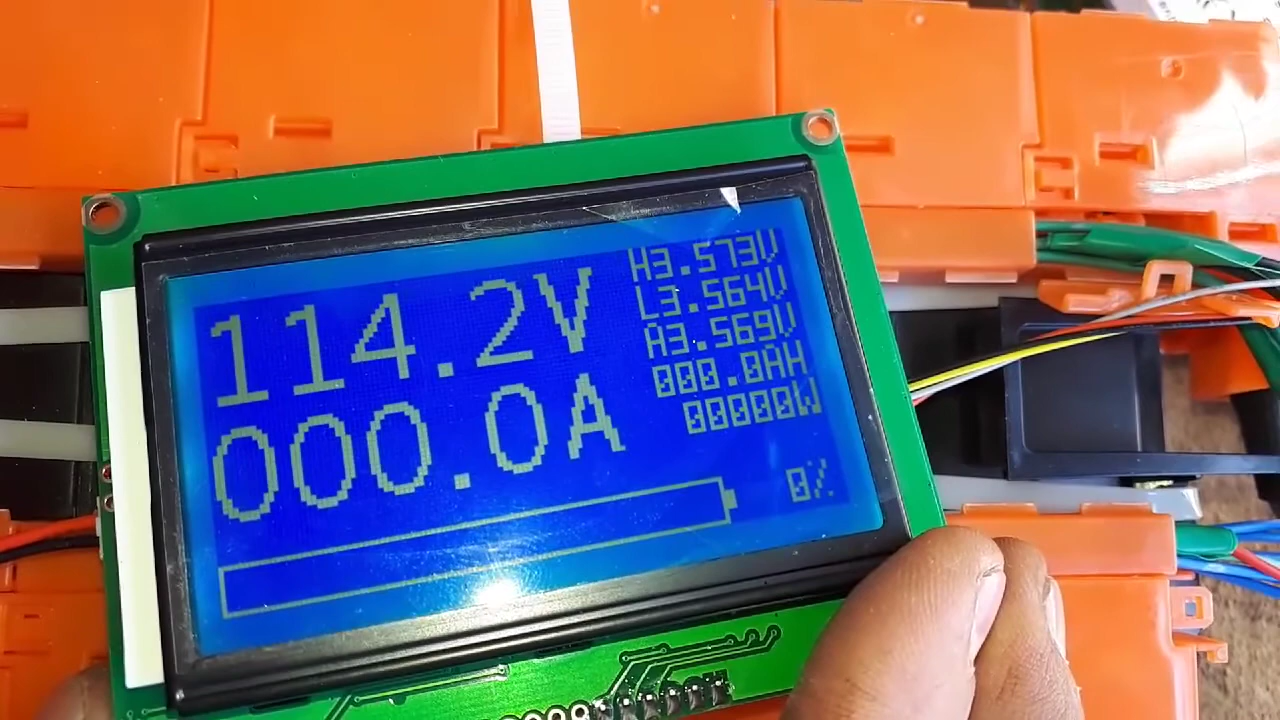 114.2V
000.0A
H3.573V
L3.564V
A3.569V
000.0AH
00000W
0%